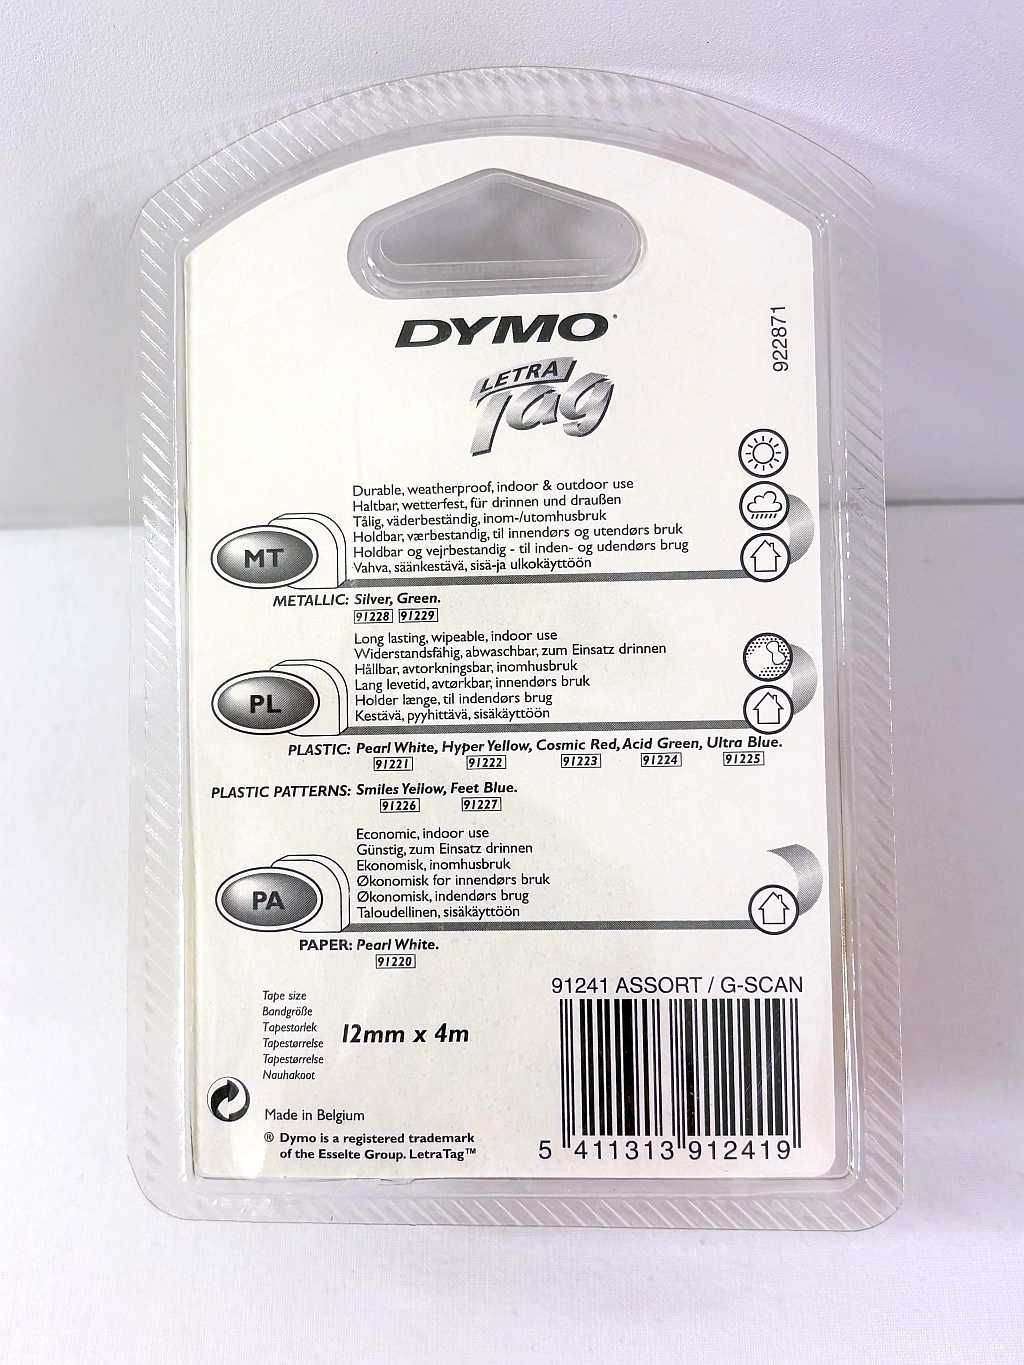 DYMO
LETRA
Tag
922871
Durable, weatherproof, indoor & outdoor use
Haltbar, wetterfest, für drinnen und draußen
Tålig, väderbeständig, inom-/utomhusbruk
Holdbar, værbestandig, til innendørs og utendørs bruk
Holdbar og vejrbestandig - til inden- og udendørs brug
Vahva, säänkestävä, sisä-ja ulkokäyttöön
MT
METALLIC: Silver, Green.
91228 91229
Long lasting, wipeable, indoor use
Widerstandsfähig, abwaschbar, zum Einsatz drinnen
Hållbar, avtorkningsbar, inomhusbruk
Lang levetid, avtørkbar, innendørs bruk
Holder længe, til indendørs brug
Kestävä, pyyhittävä, sisäkäyttöön
PL
PLASTIC: Pearl White, Hyper Yellow, Cosmic Red, Acid Green, Ultra Blue.
91221 91222 91223 91224 91225
PLASTIC PATTERNS: Smiles Yellow, Feet Blue.
91226 91227
Economic, indoor use
Günstig, zum Einsatz drinnen
Ekonomisk, inomhusbruk
Økonomisk for innendørs bruk
Økonomisk, indendørs brug
Taloudellinen, sisäkäyttöön
PA
PAPER: Pearl White.
91220
91241 ASSORT / G-SCAN
Tape size
Bandgröße
Tapestorlek
Tapestørrelse
Tapestørrelse
Nauhakoot
12mm x 4m
Made in Belgium
® Dymo is a registered trademark
of the Esselte Group. LetraTag™
5 411313 912419